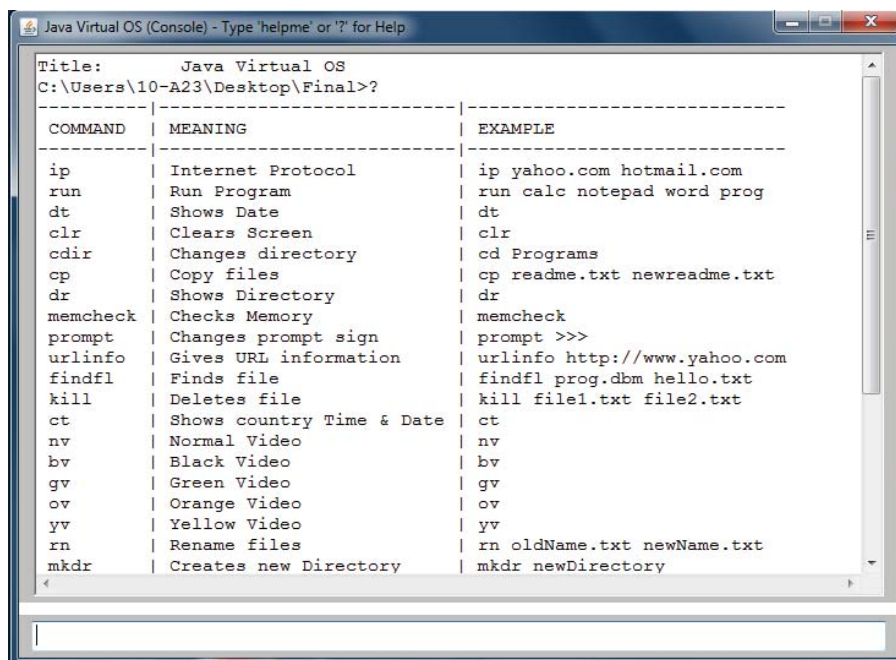 Java Virtual OS (Console) - Type 'helpme' or '?' for Help
Title:        Java Virtual OS
C:\Users\10-A23\Desktop\Final>?
----------|---------------------------|-----------------------------
 COMMAND  | MEANING                   | EXAMPLE
----------|---------------------------|-----------------------------
 ip       | Internet Protocol         | ip yahoo.com hotmail.com
 run      | Run Program               | run calc notepad word prog
 dt       | Shows Date                | dt
 clr      | Clears Screen             | clr
 cdir     | Changes directory         | cd Programs
 cp       | Copy files                | cp readme.txt newreadme.txt
 dr       | Shows Directory           | dr
 memcheck | Checks Memory             | memcheck
 prompt   | Changes prompt sign       | prompt >>>
 urlinfo  | Gives URL information     | urlinfo http://www.yahoo.com
 findfl   | Finds file                | findfl prog.dbm hello.txt
 kill     | Deletes file              | kill file1.txt file2.txt
 ct       | Shows country Time & Date | ct
 nv       | Normal Video              | nv
 bv       | Black Video               | bv
 gv       | Green Video               | gv
 ov       | Orange Video              | ov
 yv       | Yellow Video              | yv
 rn       | Rename files              | rn oldName.txt newName.txt
 mkdr     | Creates new Directory     | mkdr newDirectory